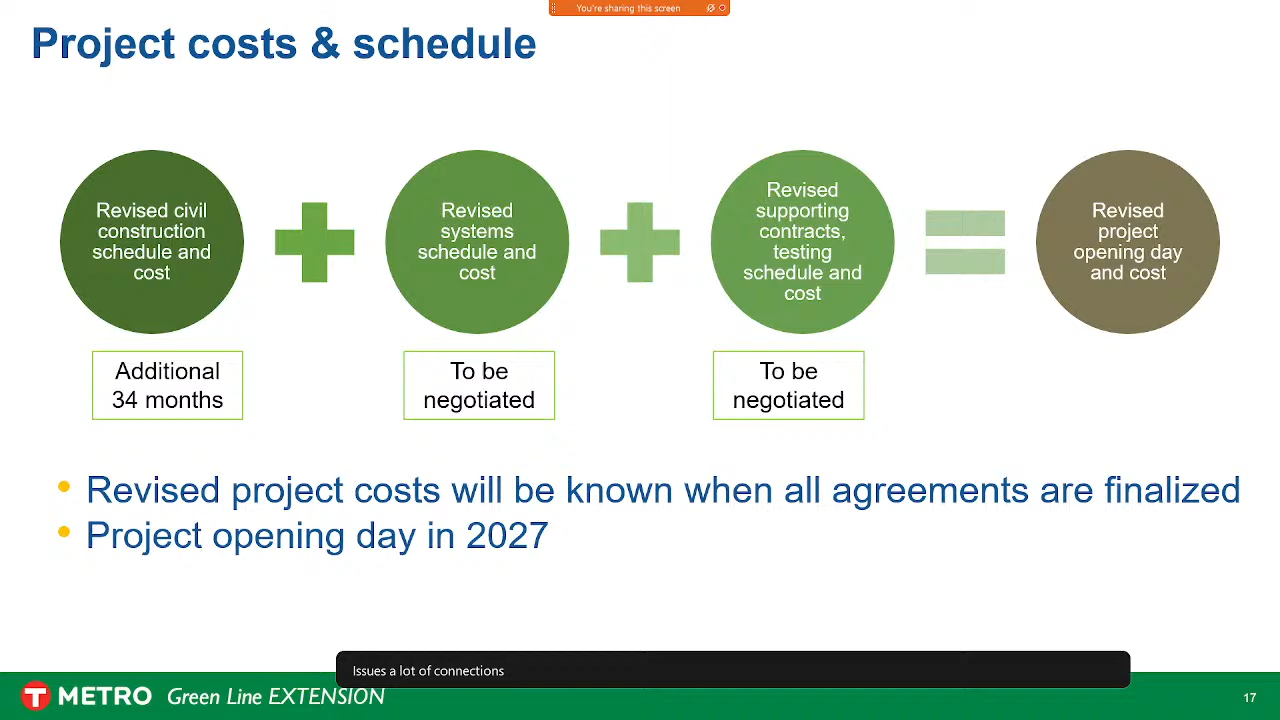 You're sharing this screen
Project costs & schedule
Revised civil
construction
schedule and
cost
Revised
systems
schedule and
cost
Revised
supporting
contracts,
testing
schedule and
cost
Revised
project
opening day
and cost
Additional
34 months
To be
negotiated
To be
negotiated
• Revised project costs will be known when all agreements are finalized
• Project opening day in 2027
Issues a lot of connections
T METRO Green Line EXTENSION
17